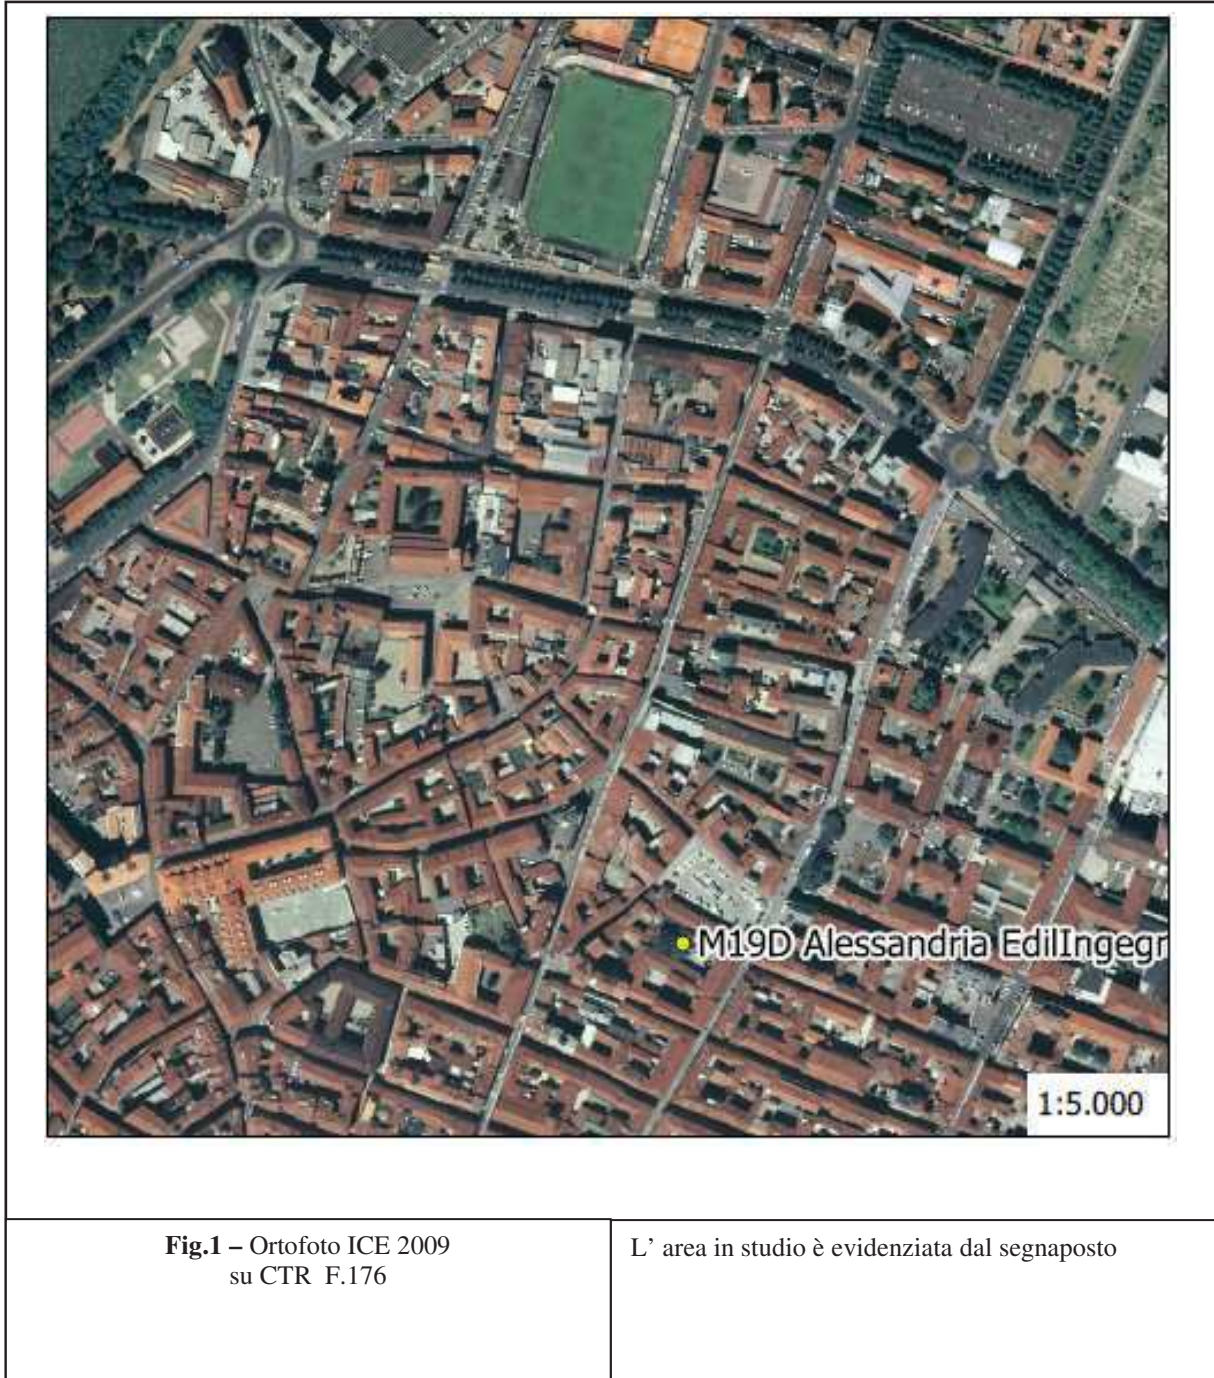 M19D Alessandria EdilIngegr
1:5.000
Fig.1 – Ortofoto ICE 2009
su CTR F.176
L' area in studio è evidenziata dal segnaposto